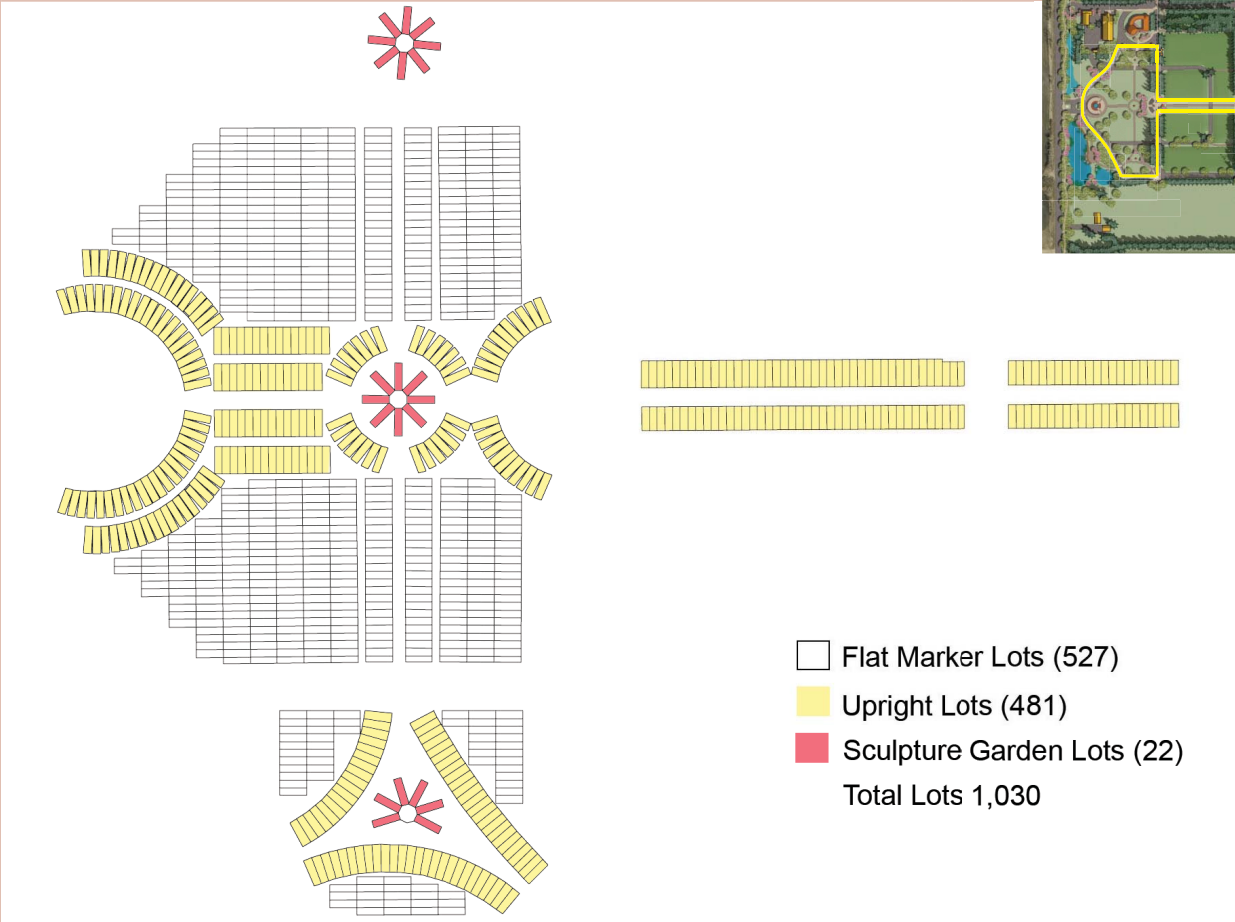 Flat Marker Lots (527)
Upright Lots (481)
Sculpture Garden Lots (22)
Total Lots 1,030